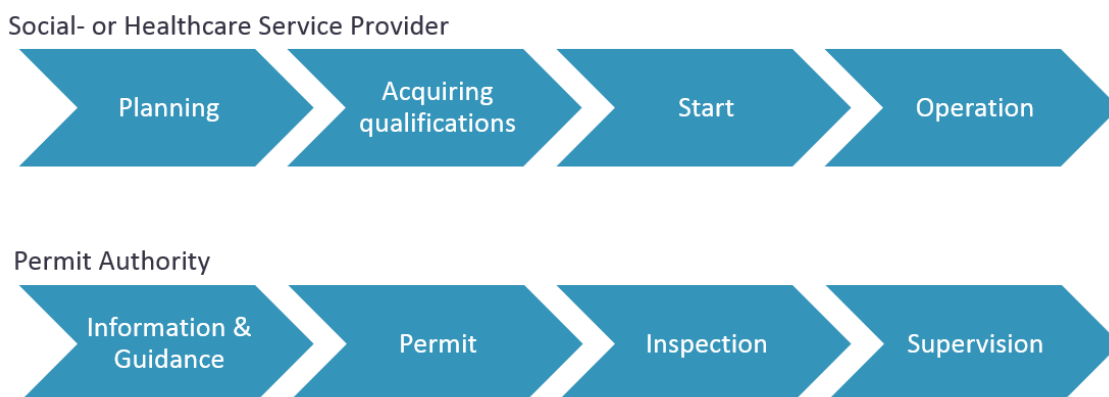 Social- or Healthcare Service Provider
Planning
Acquiring
qualifications
Start
Operation
Permit Authority
Information &
Guidance
Permit
Inspection
Supervision